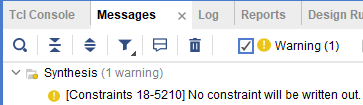 Tcl Console Messages Log Reports Design Ru
Warning (1)
Synthesis (1 warning)
[Constraints 18-5210] No constraint will be written out.